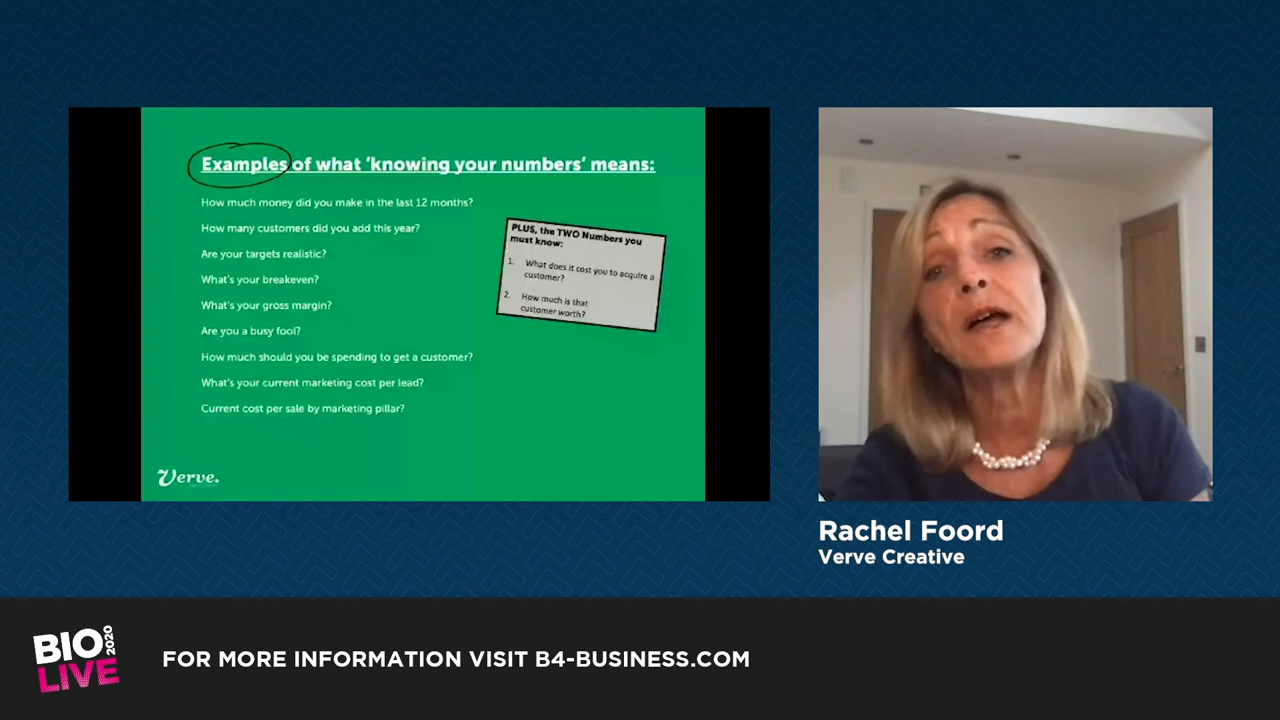 Examples of what ‘knowing your numbers’ means:
How much money did you make in the last 12 months?
How many customers did you add this year?
Are your targets realistic?
What's your breakeven?
What's your gross margin?
Are you a busy fool?
How much should you be spending to get a customer?
What's your current marketing cost per lead?
Current cost per sale by marketing pillar?
PLUS, the TWO Numbers you
must know:
1. What does it cost you to acquire a
customer?
2. How much is that
customer worth?
Verve.
Rachel Foord
Verve Creative
BIO 2020
LIVE
FOR MORE INFORMATION VISIT B4-BUSINESS.COM